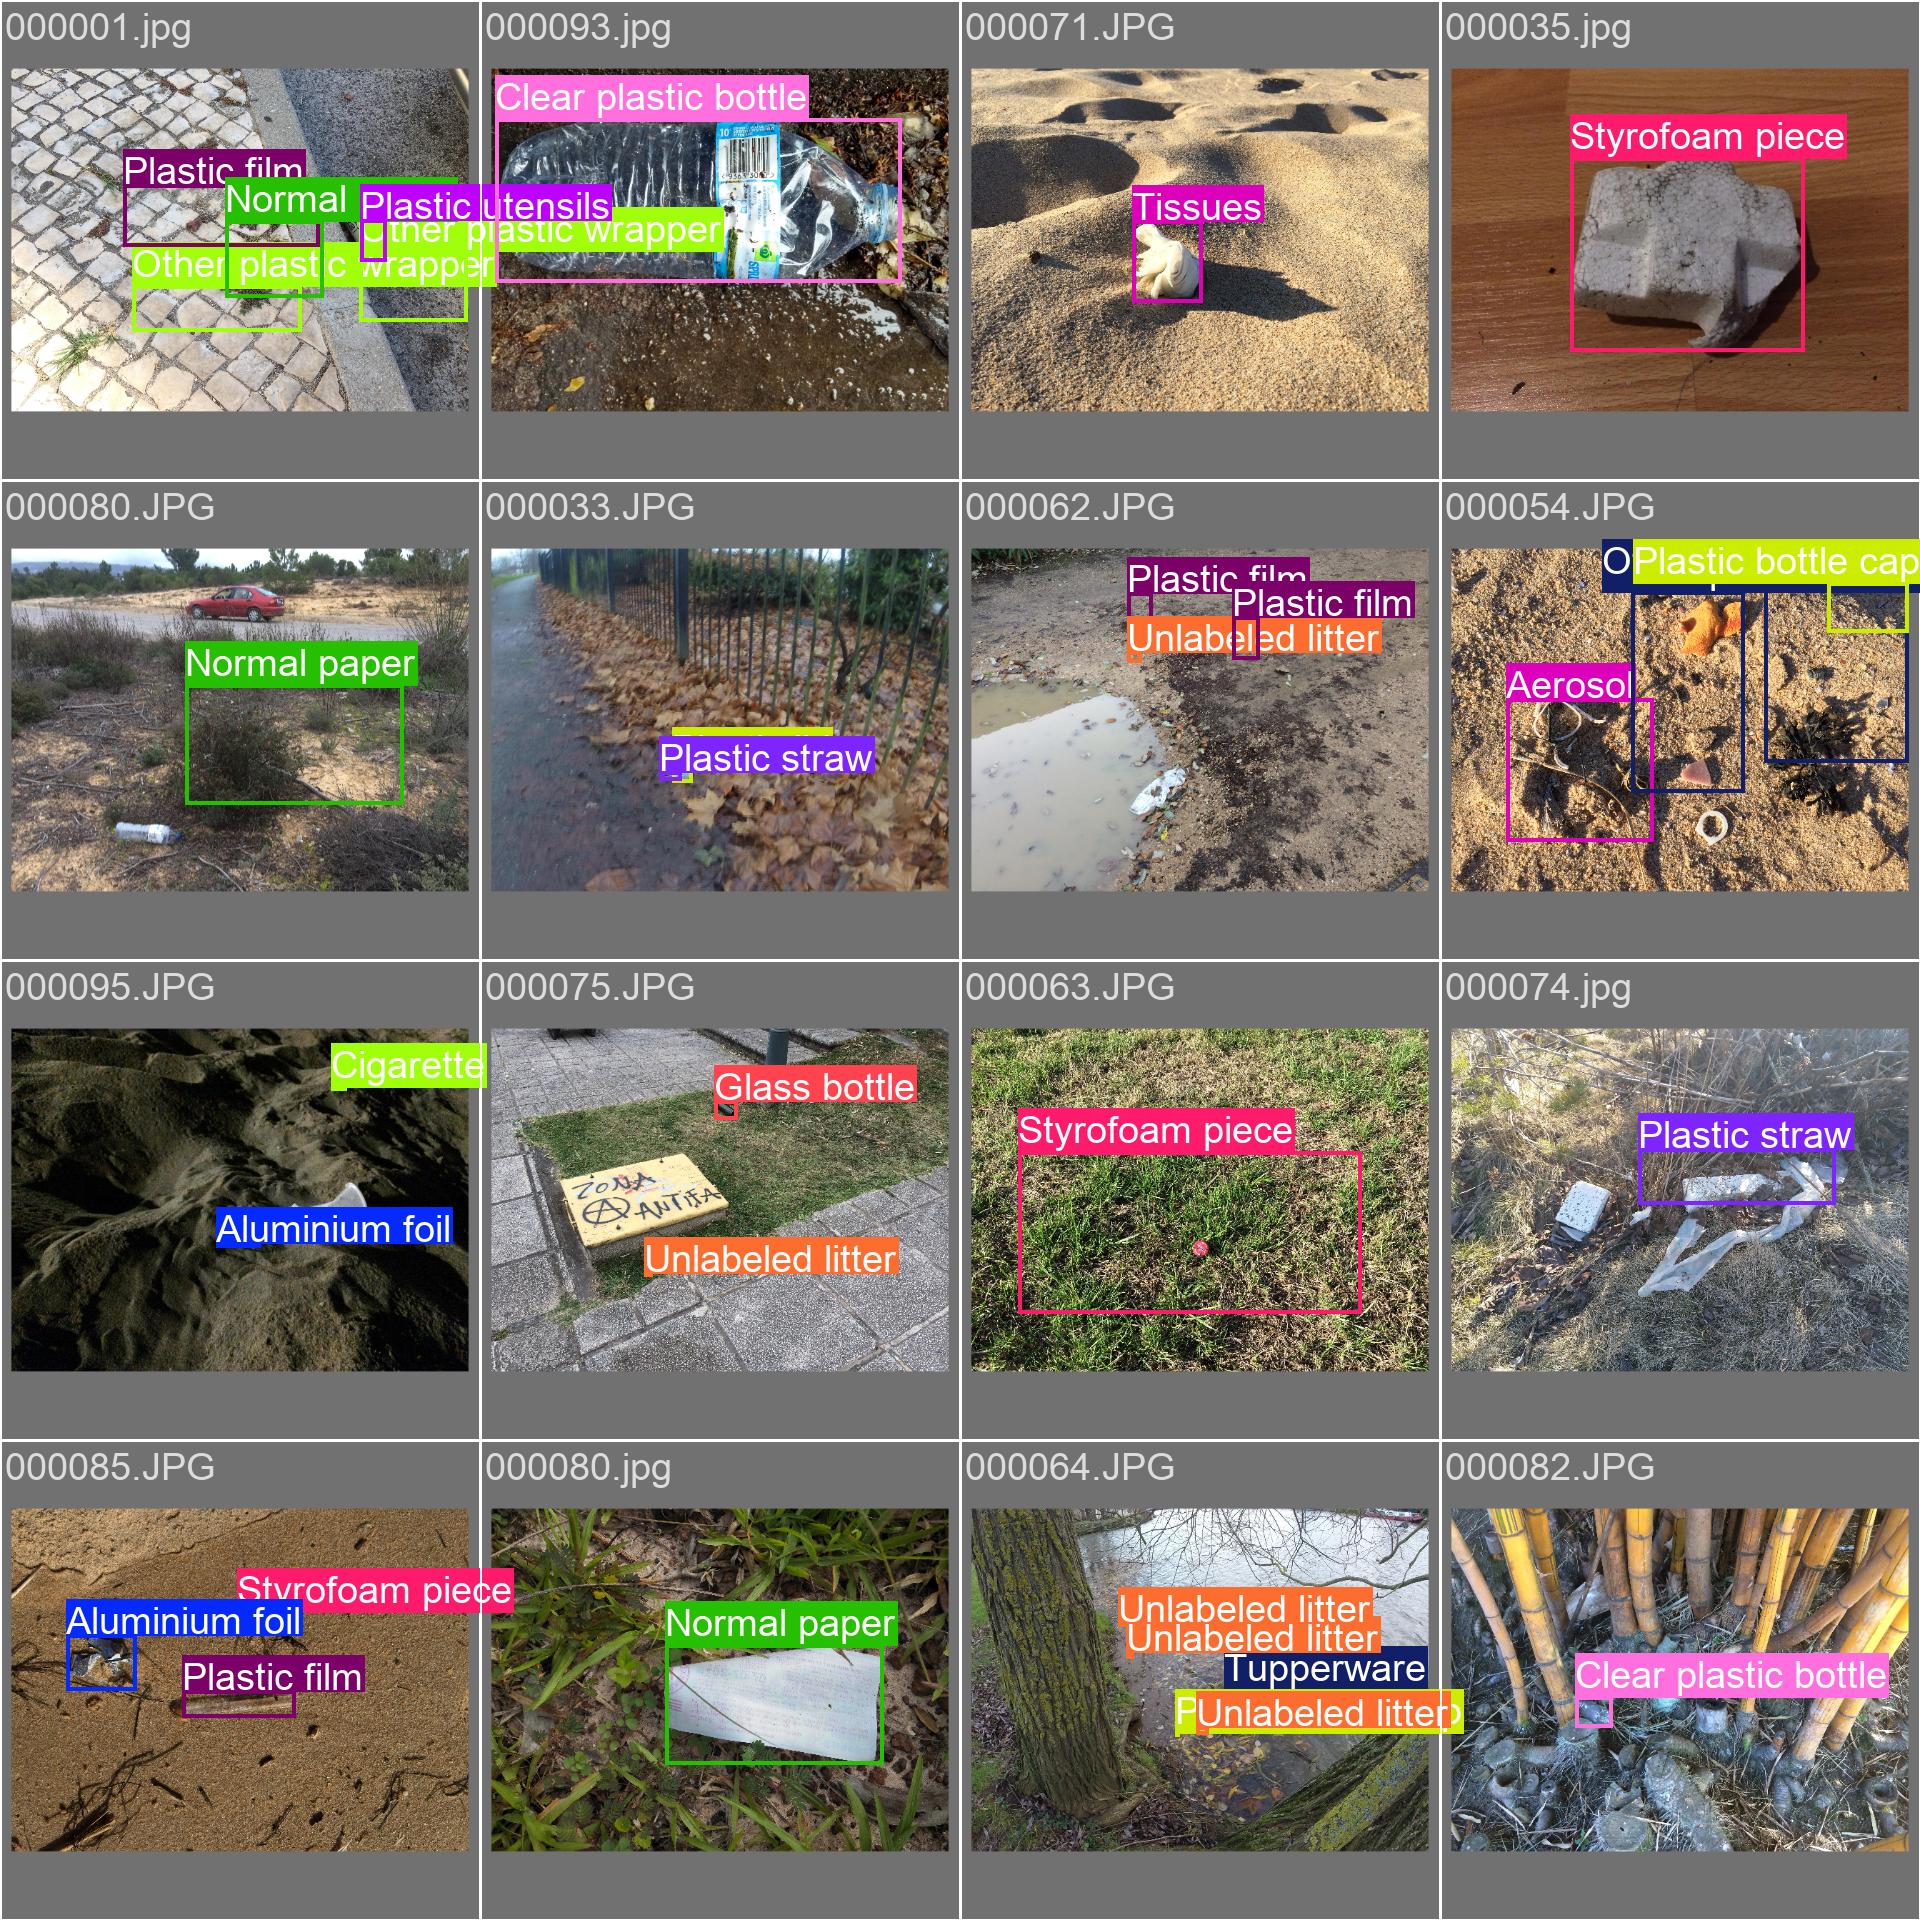 000001.jpg
000093.jpg
000071.JPG
000035.jpg
Plastic film
Normal
Plastic utensils
Other plastic wrapper
Other plastic wrapper
Clear plastic bottle
10
Tissues
Styrofoam piece
000080.JPG
000033.JPG
000062.JPG
000054.JPG
Normal paper
Plastic straw
Plastic film
Plastic film
Unlabeled litter
O
Plastic bottle cap
Aerosol
000095.JPG
000075.JPG
000063.JPG
000074.jpg
Cigarette
Aluminium foil
Glass bottle
ZONA
ANTIFA
Unlabeled litter
Styrofoam piece
Plastic straw
000085.JPG
000080.jpg
000064.JPG
000082.JPG
Styrofoam piece
Aluminium foil
Plastic film
Normal paper
Unlabeled litter
Unlabeled litter
Tupperware
P
Unlabeled litter
Clear plastic bottle